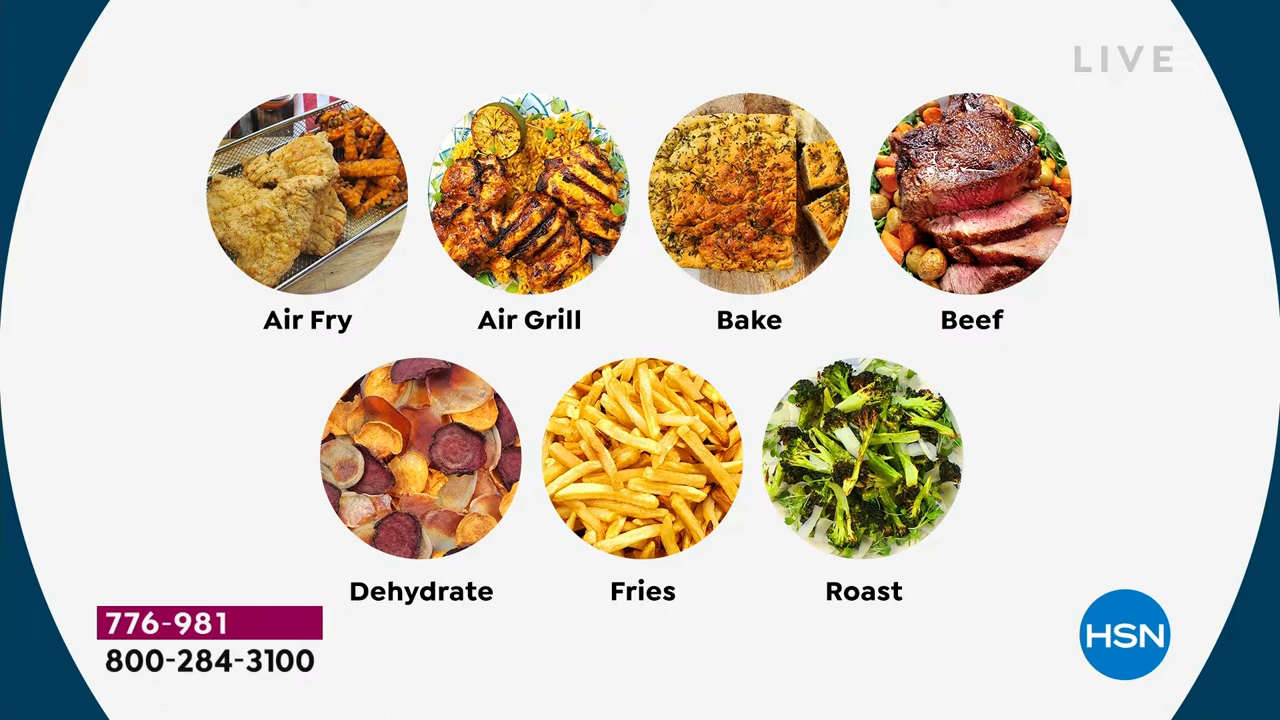 LIVE
Air Fry
Air Grill
Bake
Beef
Dehydrate
Fries
Roast
776-981
800-284-3100
HSN